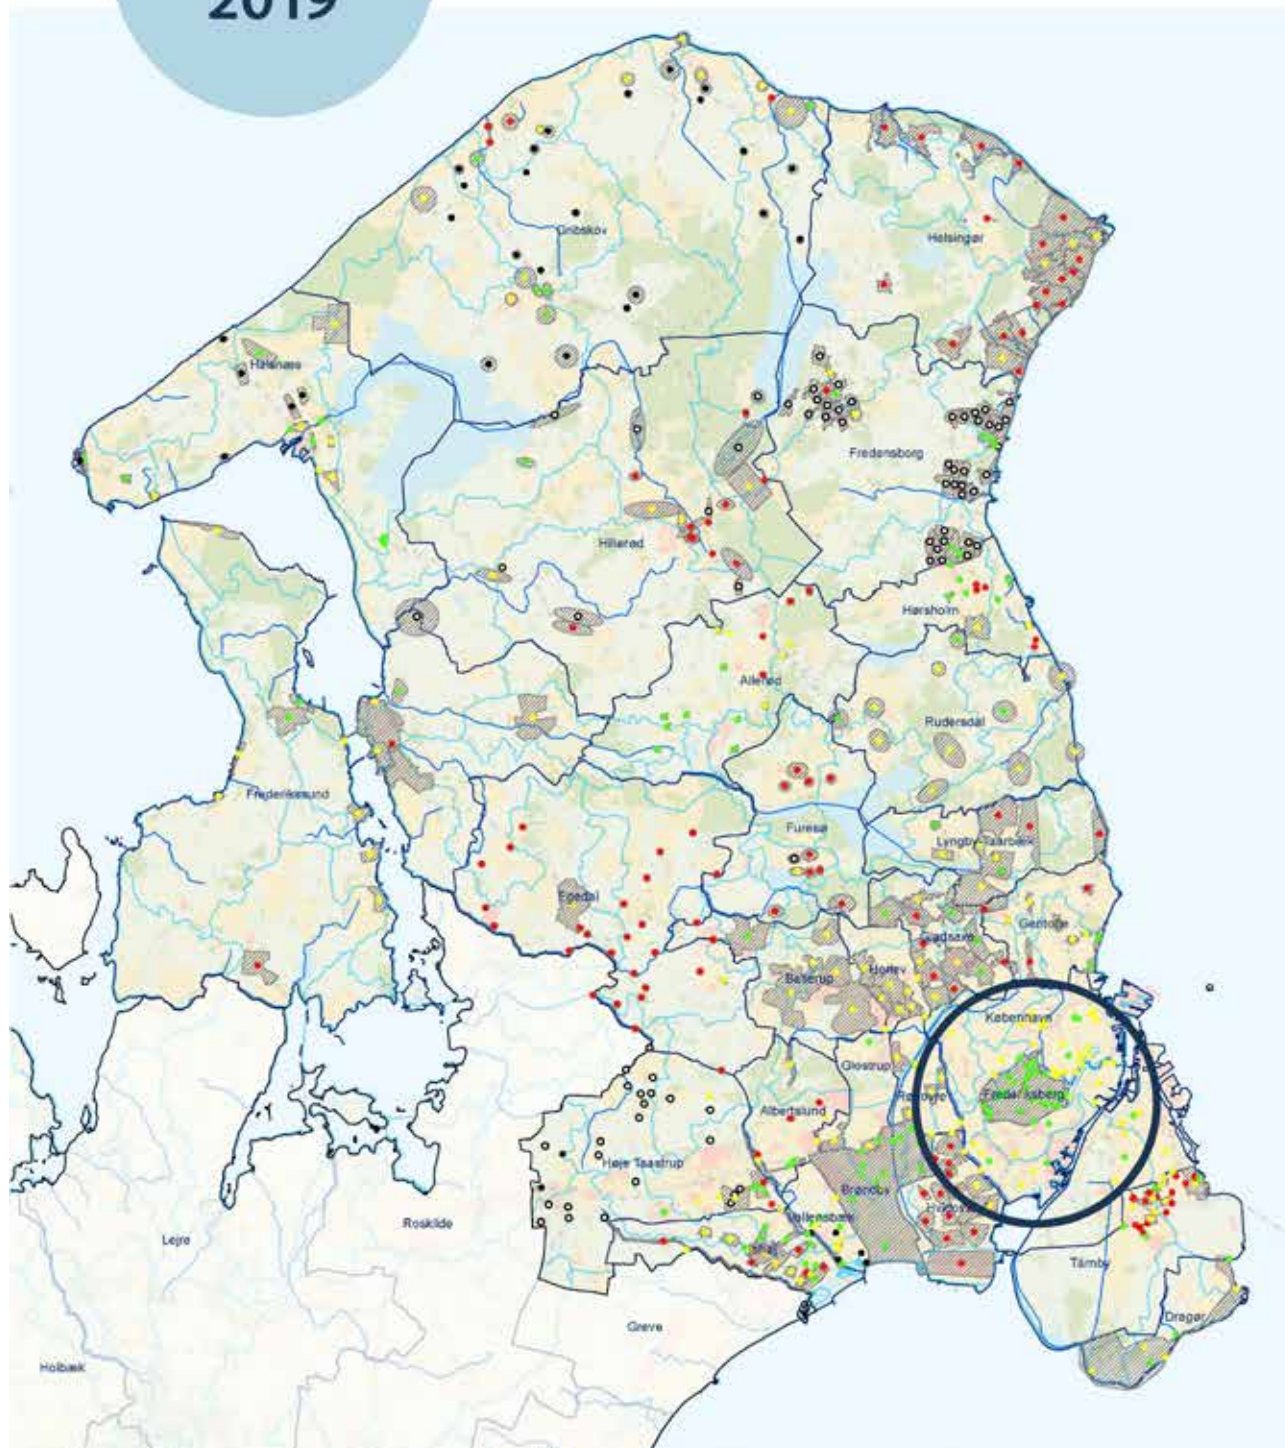 2019
Gribskov
Helsingør
Halsnæs
Fredensborg
Hillerød
Hørsholm
Allerød
Rudersdal
Frederikssund
Furesø
Lyngby-Taarbæk
Egedal
Gentofte
Gladsaxe
Ballerup
Herlev
København
Glostrup
Rødovre
Frederiksberg
Albertslund
Høje Taastrup
Brøndby
Hvidovre
Vallensbæk
Roskilde
Lejre
Ishøj
Tårnby
Dragør
Greve
Holbæk